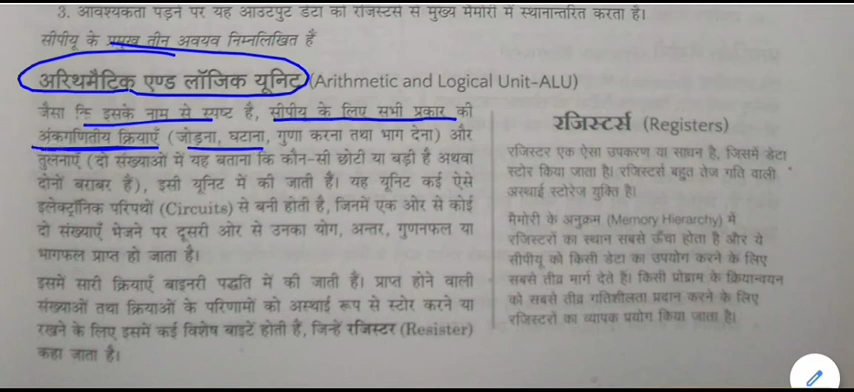 3. आवश्यकता पड़ने पर यह आउटपुट डेटा को रजिस्टर्स से मुख्य मैमोरी में स्थानान्तरित करता है।
सीपीयू के प्रमुख तीन अवयव निम्नलिखित हैं
अरिथमैटिक एण्ड लॉजिक यूनिट (Arithmetic and Logical Unit-ALU)
जैसा कि इसके नाम से स्पष्ट है, सीपीयू के लिए सभी प्रकार की
अंकगणितीय क्रियाएँ (जोड़ना, घटाना, गुणा करना तथा भाग देना) और
तुलनाएँ (दो संख्याओं में यह बताना कि कौन-सी छोटी या बड़ी है अथवा
दोनों बराबर हैं), इसी यूनिट में की जाती हैं। यह यूनिट कई ऐसे
इलेक्ट्रॉनिक परिपथों (Circuits) से बनी होती है, जिनमें एक ओर से कोई
दो संख्याएँ भेजने पर दूसरी ओर से उनका योग, अन्तर, गुणनफल या
भागफल प्राप्त हो जाता है।
इसमें सारी क्रियाएँ बाइनरी पद्धति में की जाती हैं। प्राप्त होने वाली
संख्याओं तथा क्रियाओं के परिणामों को अस्थाई रूप से स्टोर करने या
रखने के लिए इसमें कई विशेष बाइटें होती हैं, जिन्हें रजिस्टर (Resister)
कहा जाता है।
रजिस्टर्स (Registers)
रजिस्टर एक ऐसा उपकरण या साधन है, जिसमें डेटा
स्टोर किया जाता है। रजिस्टर्स बहुत तेज गति वाली
अस्थाई स्टोरेज युक्ति है।
मैमोरी के अनुक्रम (Memory Hierarchy) में
रजिस्टरों का स्थान सबसे ऊँचा होता है और ये
सीपीयू को किसी डेटा का उपयोग करने के लिए
सबसे तीव्र मार्ग देते हैं। किसी प्रोग्राम के क्रियान्वयन
को सबसे तीव्र गतिशीलता प्रदान करने के लिए
रजिस्टरों का व्यापक प्रयोग किया जाता है।